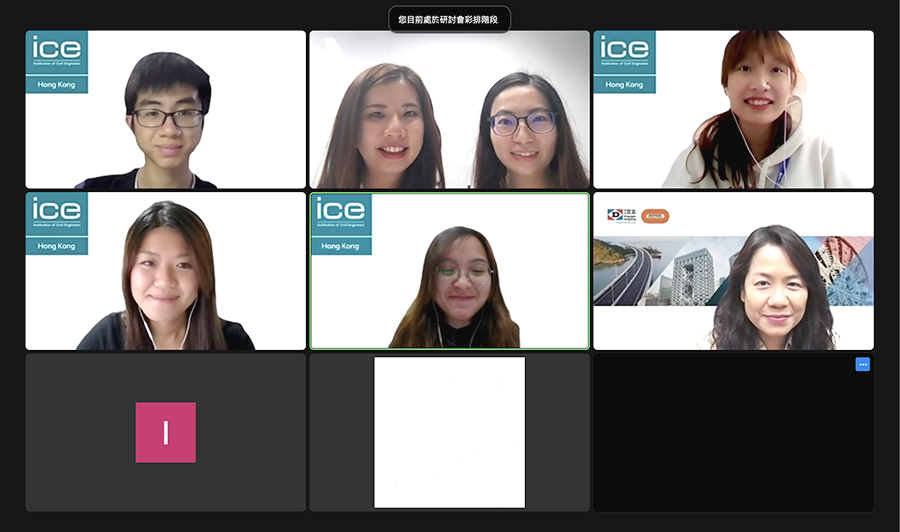 您目前處於研討會彩排階段
ice
Institution of Civil Engineers
Hong Kong
ice
Institution of Civil Engineers
Hong Kong
ice
Institution of Civil Engineers
Hong Kong
ice
Institution of Civil Engineers
Hong Kong
I